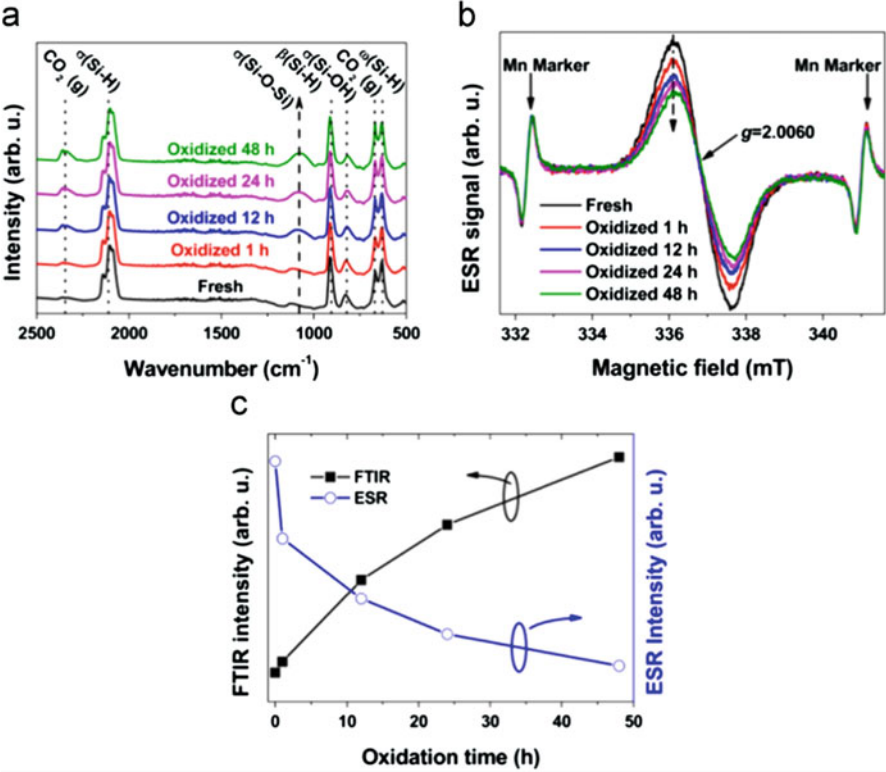 a
CO2 (g)
σ(Si-H)
σ(Si-O-Si)
β(Si-H)
σ(Si-OH)
CO2 (g)
ω(Si-H)
Oxidized 48 h
Oxidized 24 h
Oxidized 12 h
Oxidized 1 h
Fresh
Intensity (arb. u.)
2500 2000 1500 1000 500
Wavenumber (cm-1)
b
Mn Marker
Mn Marker
g=2.0060
Fresh
Oxidized 1 h
Oxidized 12 h
Oxidized 24 h
Oxidized 48 h
ESR signal (arb. u.)
332 334 336 338 340
Magnetic field (mT)
c
FTIR
ESR
FTIR intensity (arb. u.)
ESR Intensity (arb. u.)
0 10 20 30 40 50
Oxidation time (h)